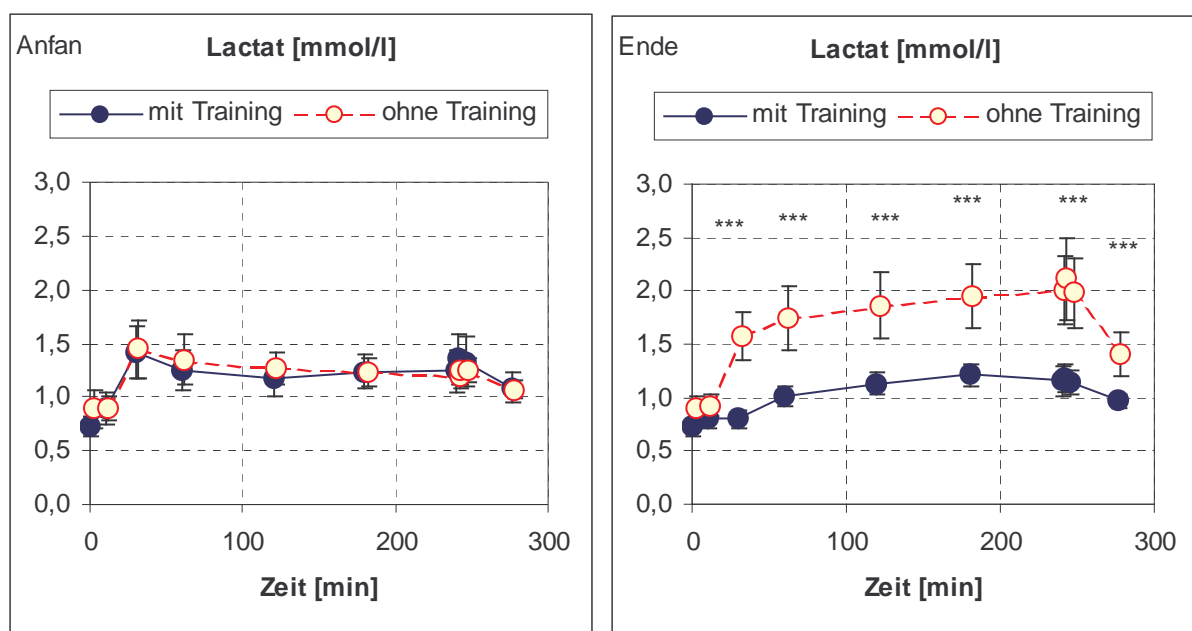 Anfan
Lactat [mmol/l]
mit Training
ohne Training
3,0
2,5
2,0
1,5
1,0
0,5
0,0
0
100
200
300
Zeit [min]
Ende
Lactat [mmol/l]
mit Training
ohne Training
3,0
2,5
2,0
1,5
1,0
0,5
0,0
*** *** *** *** *** ***
0
100
200
300
Zeit [min]